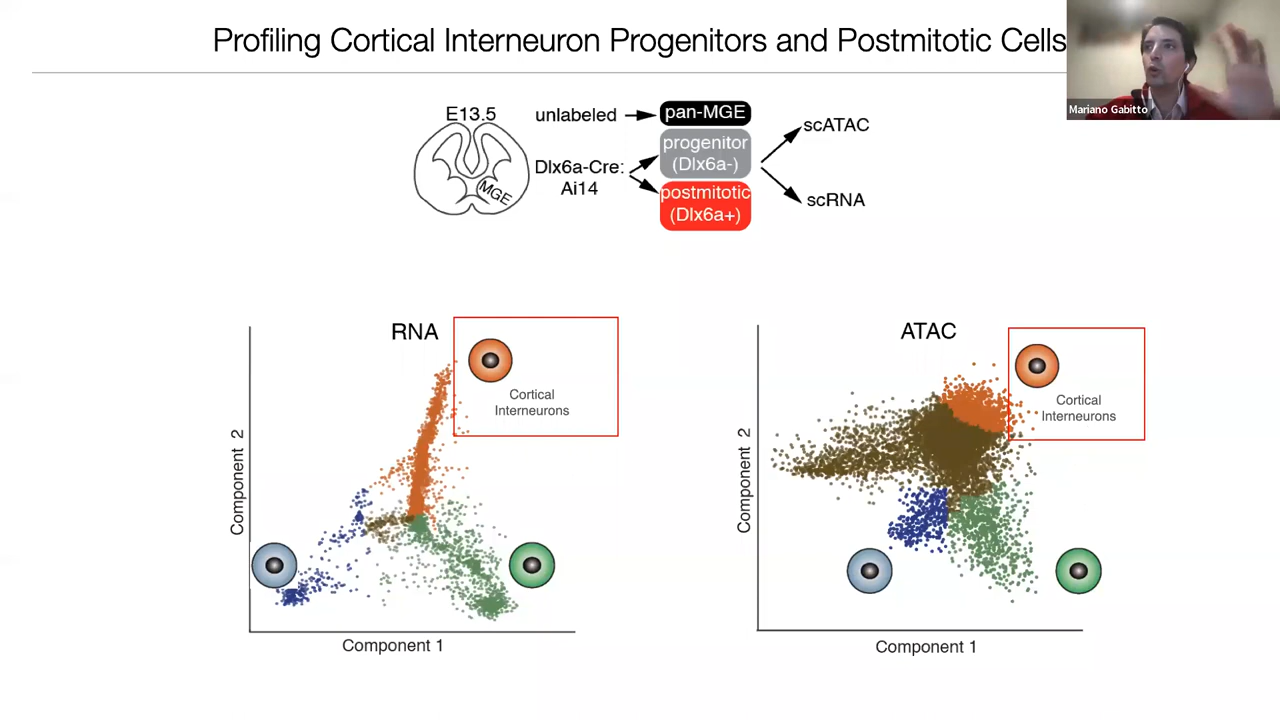 Profiling Cortical Interneuron Progenitors and Postmitotic Cells
Mariano Gabitto
E13.5
MGE
unlabeled
Dlx6a-Cre:
Ai14
pan-MGE
progenitor
(Dlx6a-)
postmitotic
(Dlx6a+)
scATAC
scRNA
RNA
Cortical
Interneurons
Component 2
Component 1
ATAC
Cortical
Interneurons
Component 2
Component 1